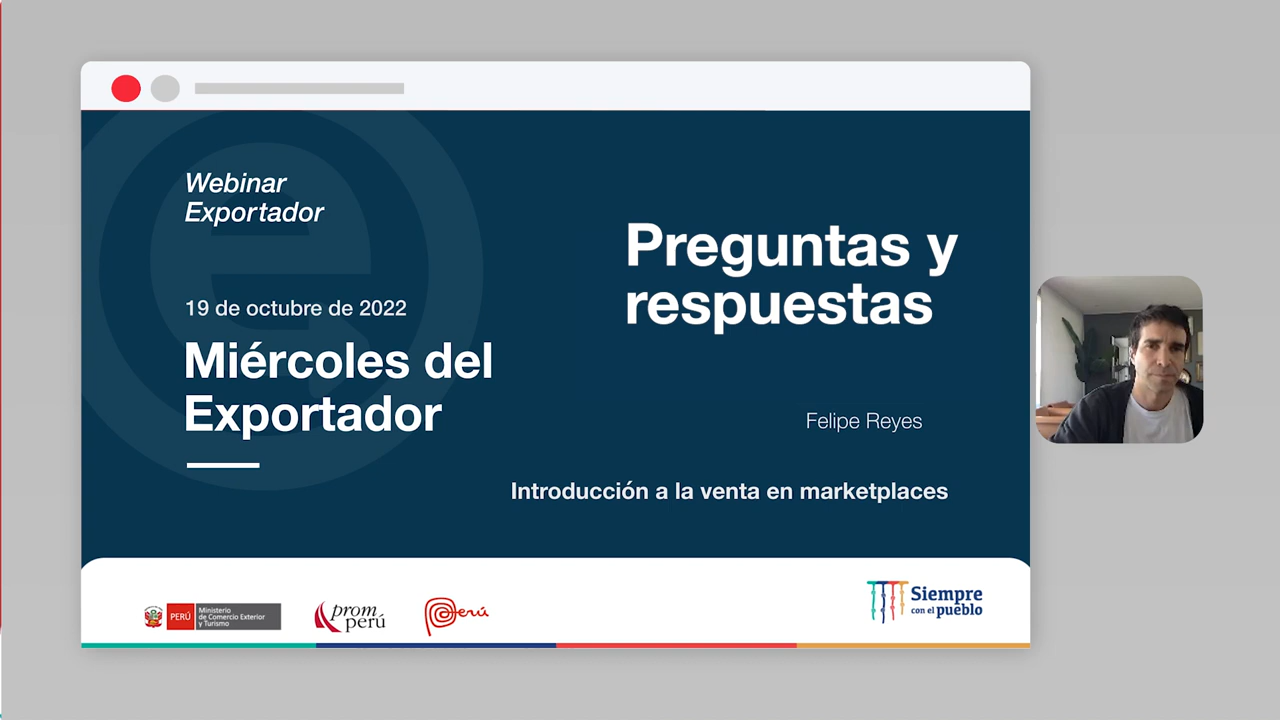 Webinar
Exportador
19 de octubre de 2022
Miércoles del
Exportador
Preguntas y
respuestas
Felipe Reyes
Introducción a la venta en marketplaces
PERÚ
Ministerio
de Comercio Exterior
y Turismo
prom
perú
Perú
Siempre
con el pueblo